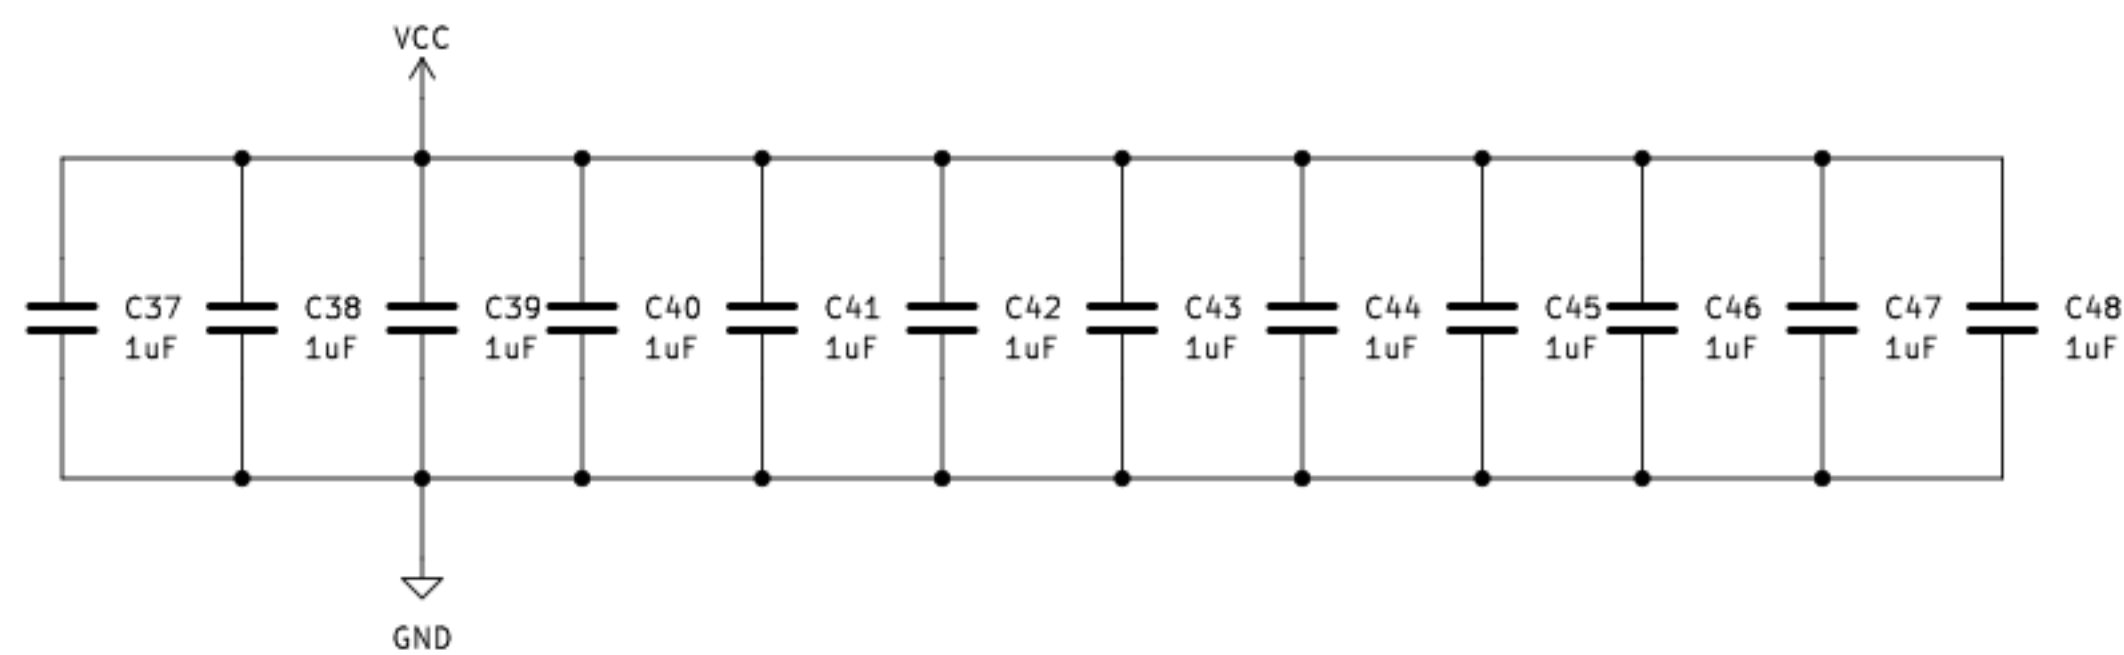 VCC
C37 C38 C39 C40 C41 C42 C43 C44 C45 C46 C47 C48
1uF 1uF 1uF 1uF 1uF 1uF 1uF 1uF 1uF 1uF 1uF 1uF
GND